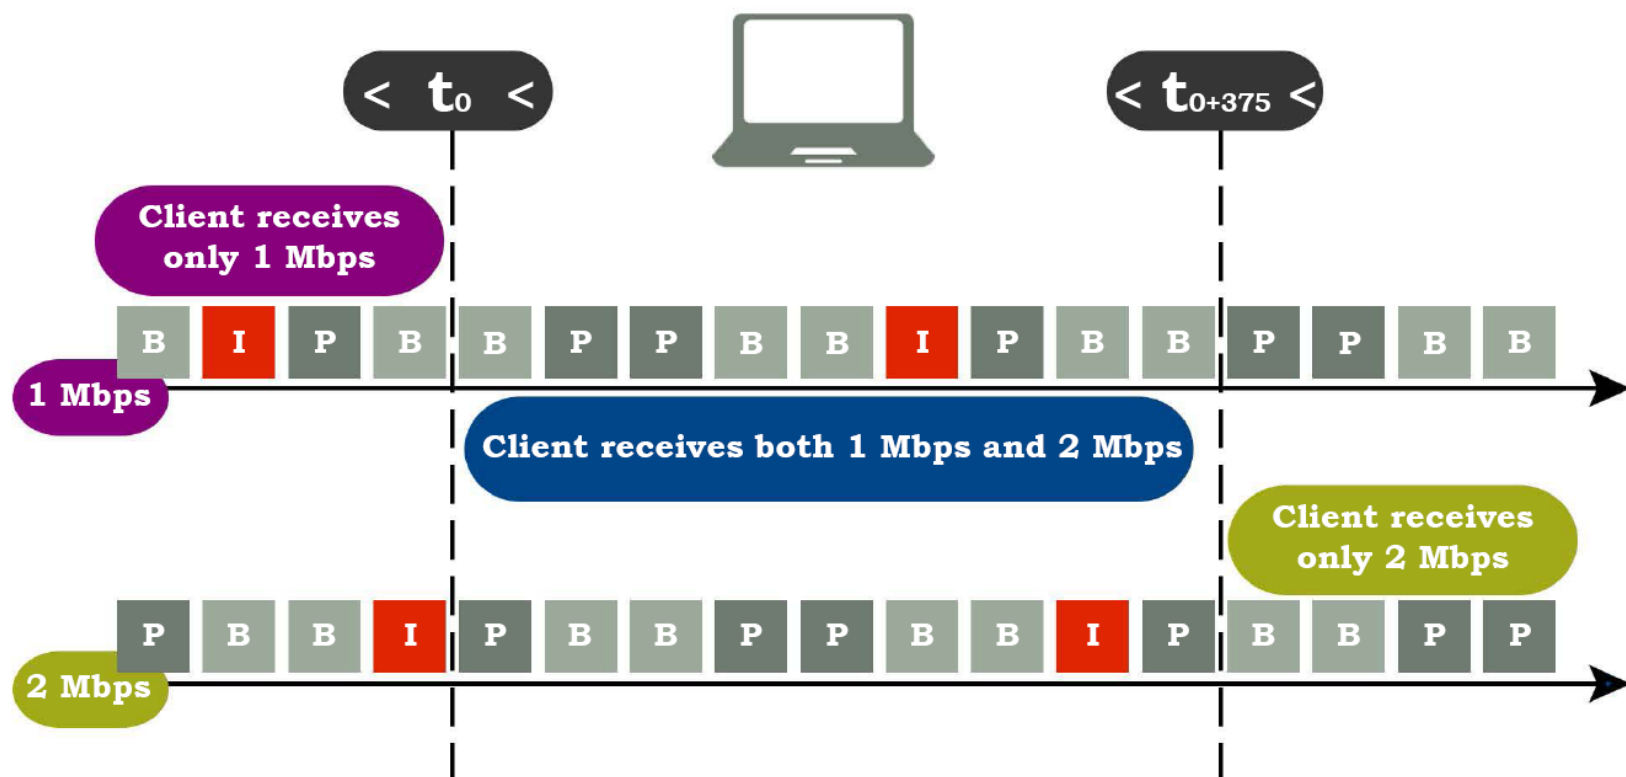 < t0 <
< t0+375 <
Client receives
only 1 Mbps
B I P B B P P B B I P B B P P B B
1 Mbps
Client receives both 1 Mbps and 2 Mbps
Client receives
only 2 Mbps
P B B I P B B P P B B I P B B P P
2 Mbps